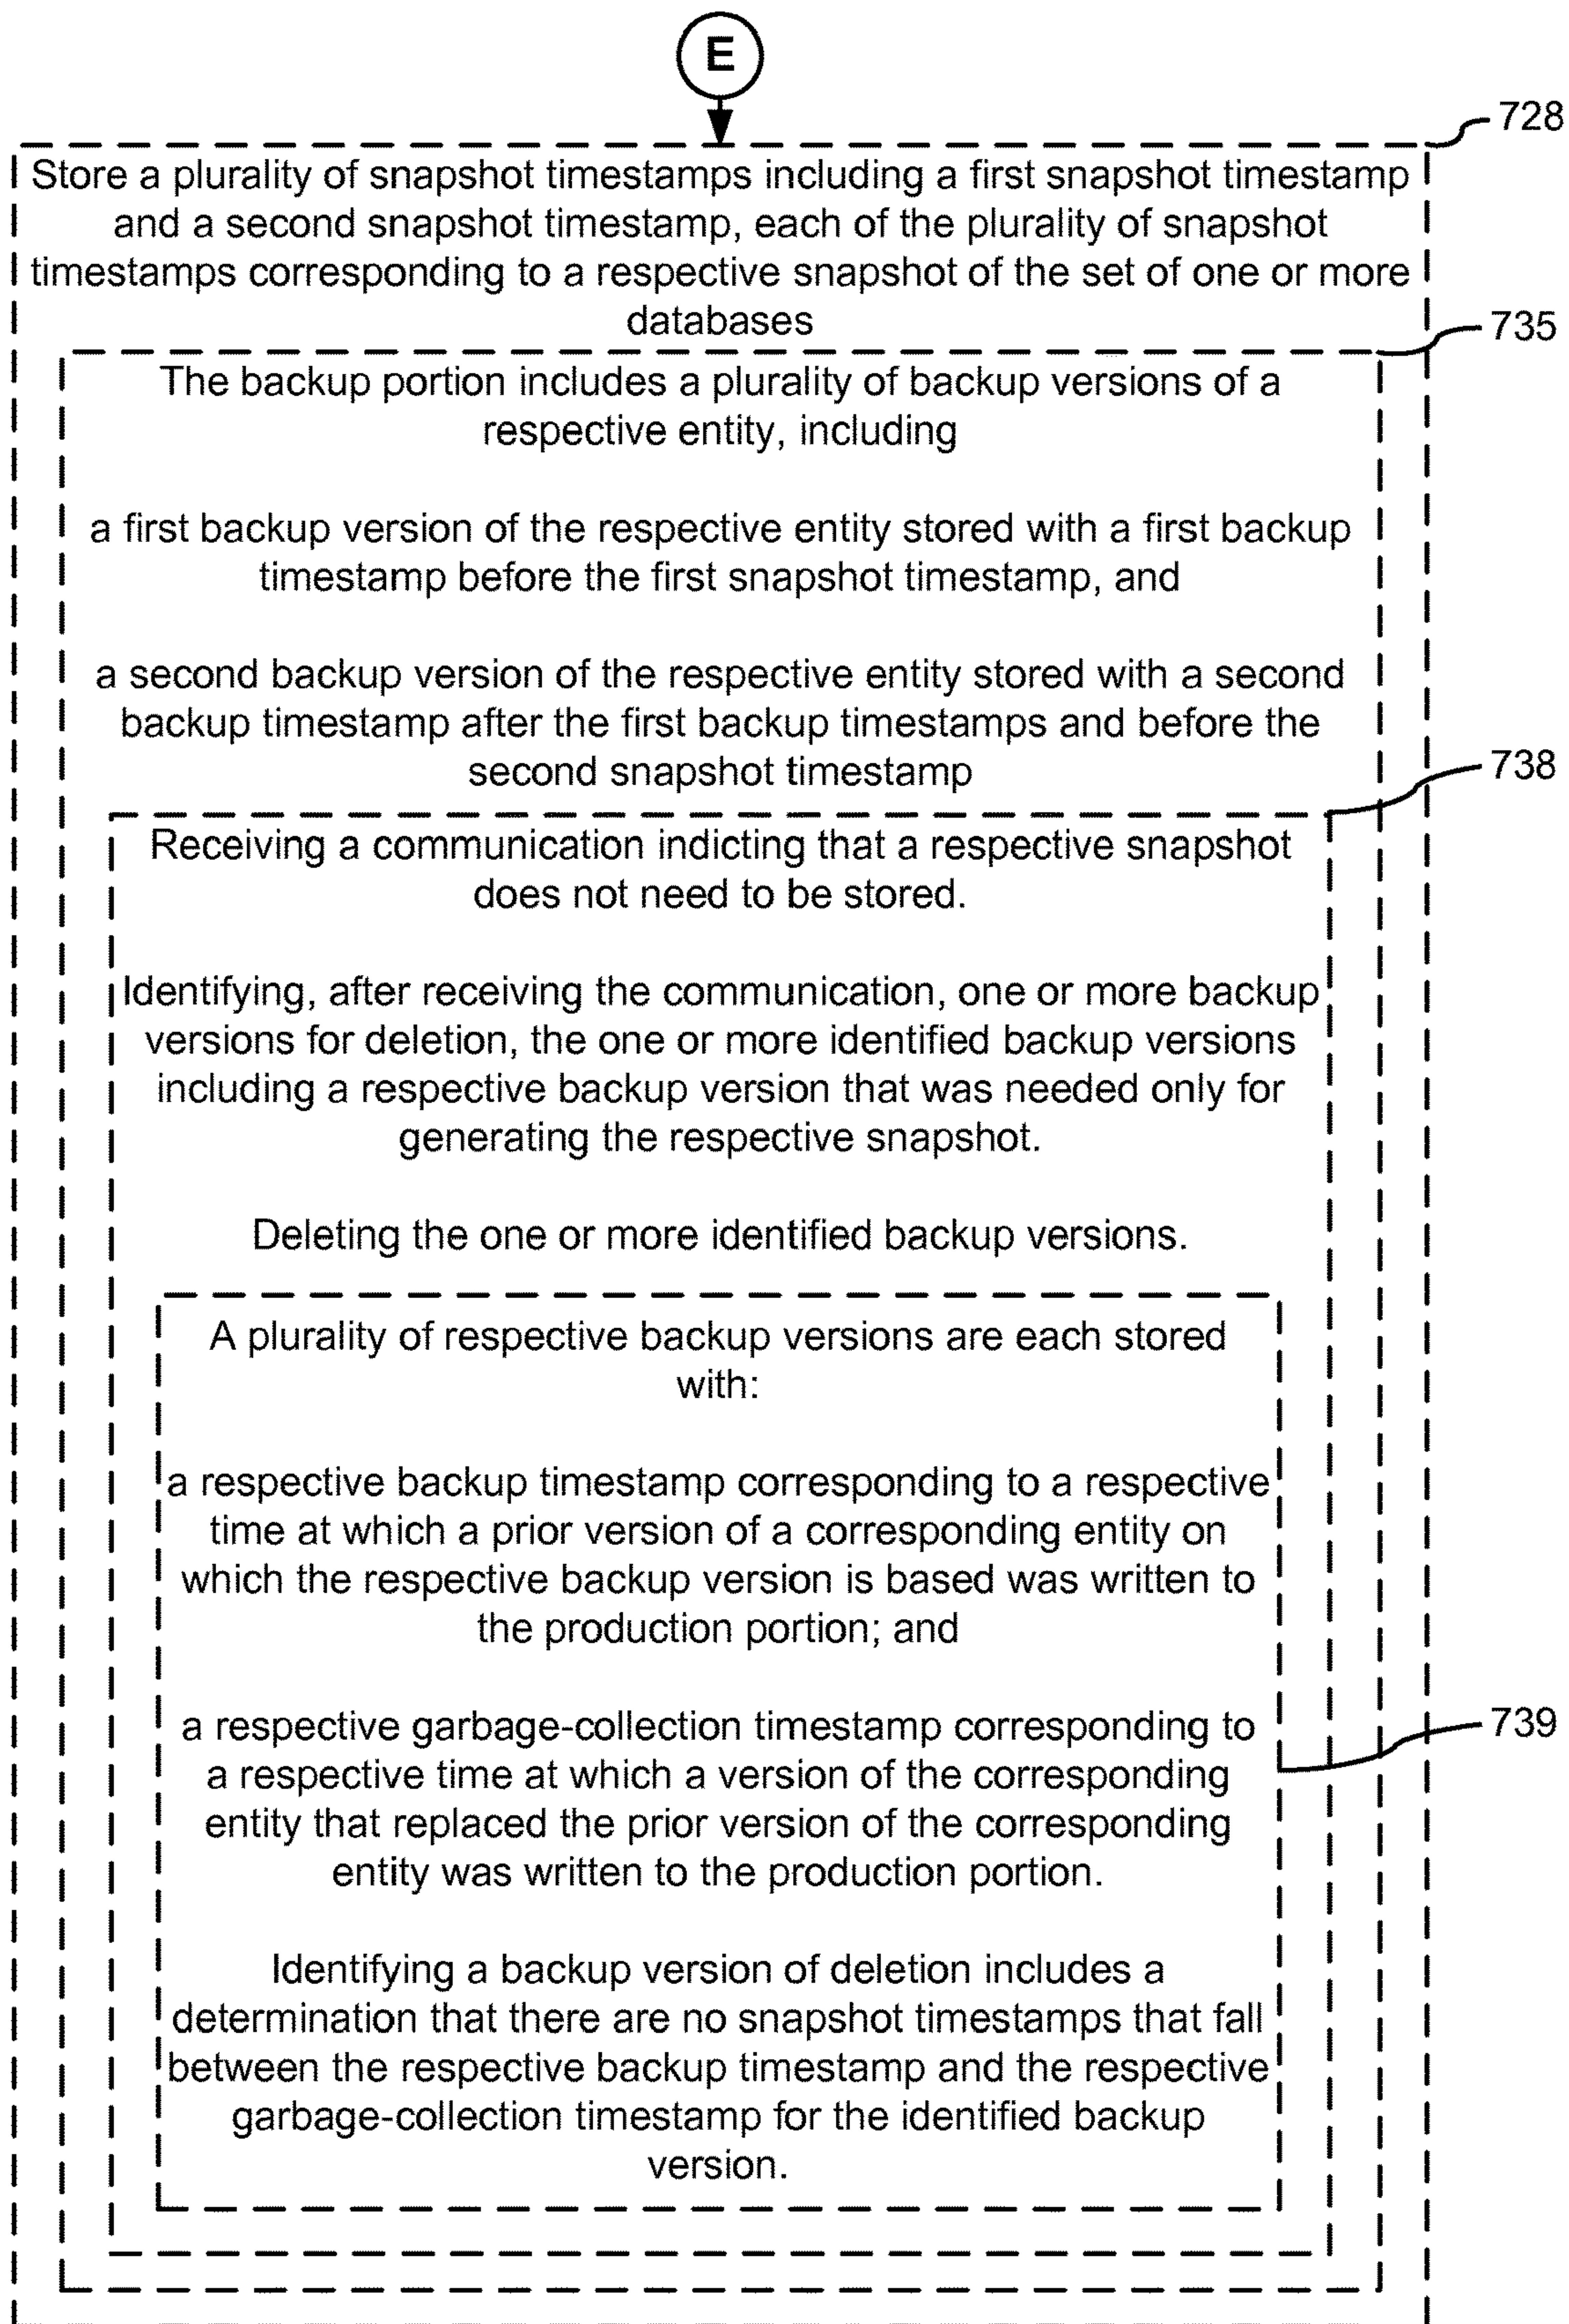 E
728
Store a plurality of snapshot timestamps including a first snapshot timestamp
and a second snapshot timestamp, each of the plurality of snapshot
timestamps corresponding to a respective snapshot of the set of one or more
databases
735
The backup portion includes a plurality of backup versions of a
respective entity, including
a first backup version of the respective entity stored with a first backup
timestamp before the first snapshot timestamp, and
a second backup version of the respective entity stored with a second
backup timestamp after the first backup timestamps and before the
second snapshot timestamp
738
Receiving a communication indicting that a respective snapshot
does not need to be stored.
Identifying, after receiving the communication, one or more backup
versions for deletion, the one or more identified backup versions
including a respective backup version that was needed only for
generating the respective snapshot.
Deleting the one or more identified backup versions.
A plurality of respective backup versions are each stored
with:
a respective backup timestamp corresponding to a respective
time at which a prior version of a corresponding entity on
which the respective backup version is based was written to
the production portion; and
a respective garbage-collection timestamp corresponding to
739
a respective time at which a version of the corresponding
entity that replaced the prior version of the corresponding
entity was written to the production portion.
Identifying a backup version of deletion includes a
determination that there are no snapshot timestamps that fall
between the respective backup timestamp and the respective
garbage-collection timestamp for the identified backup
version.